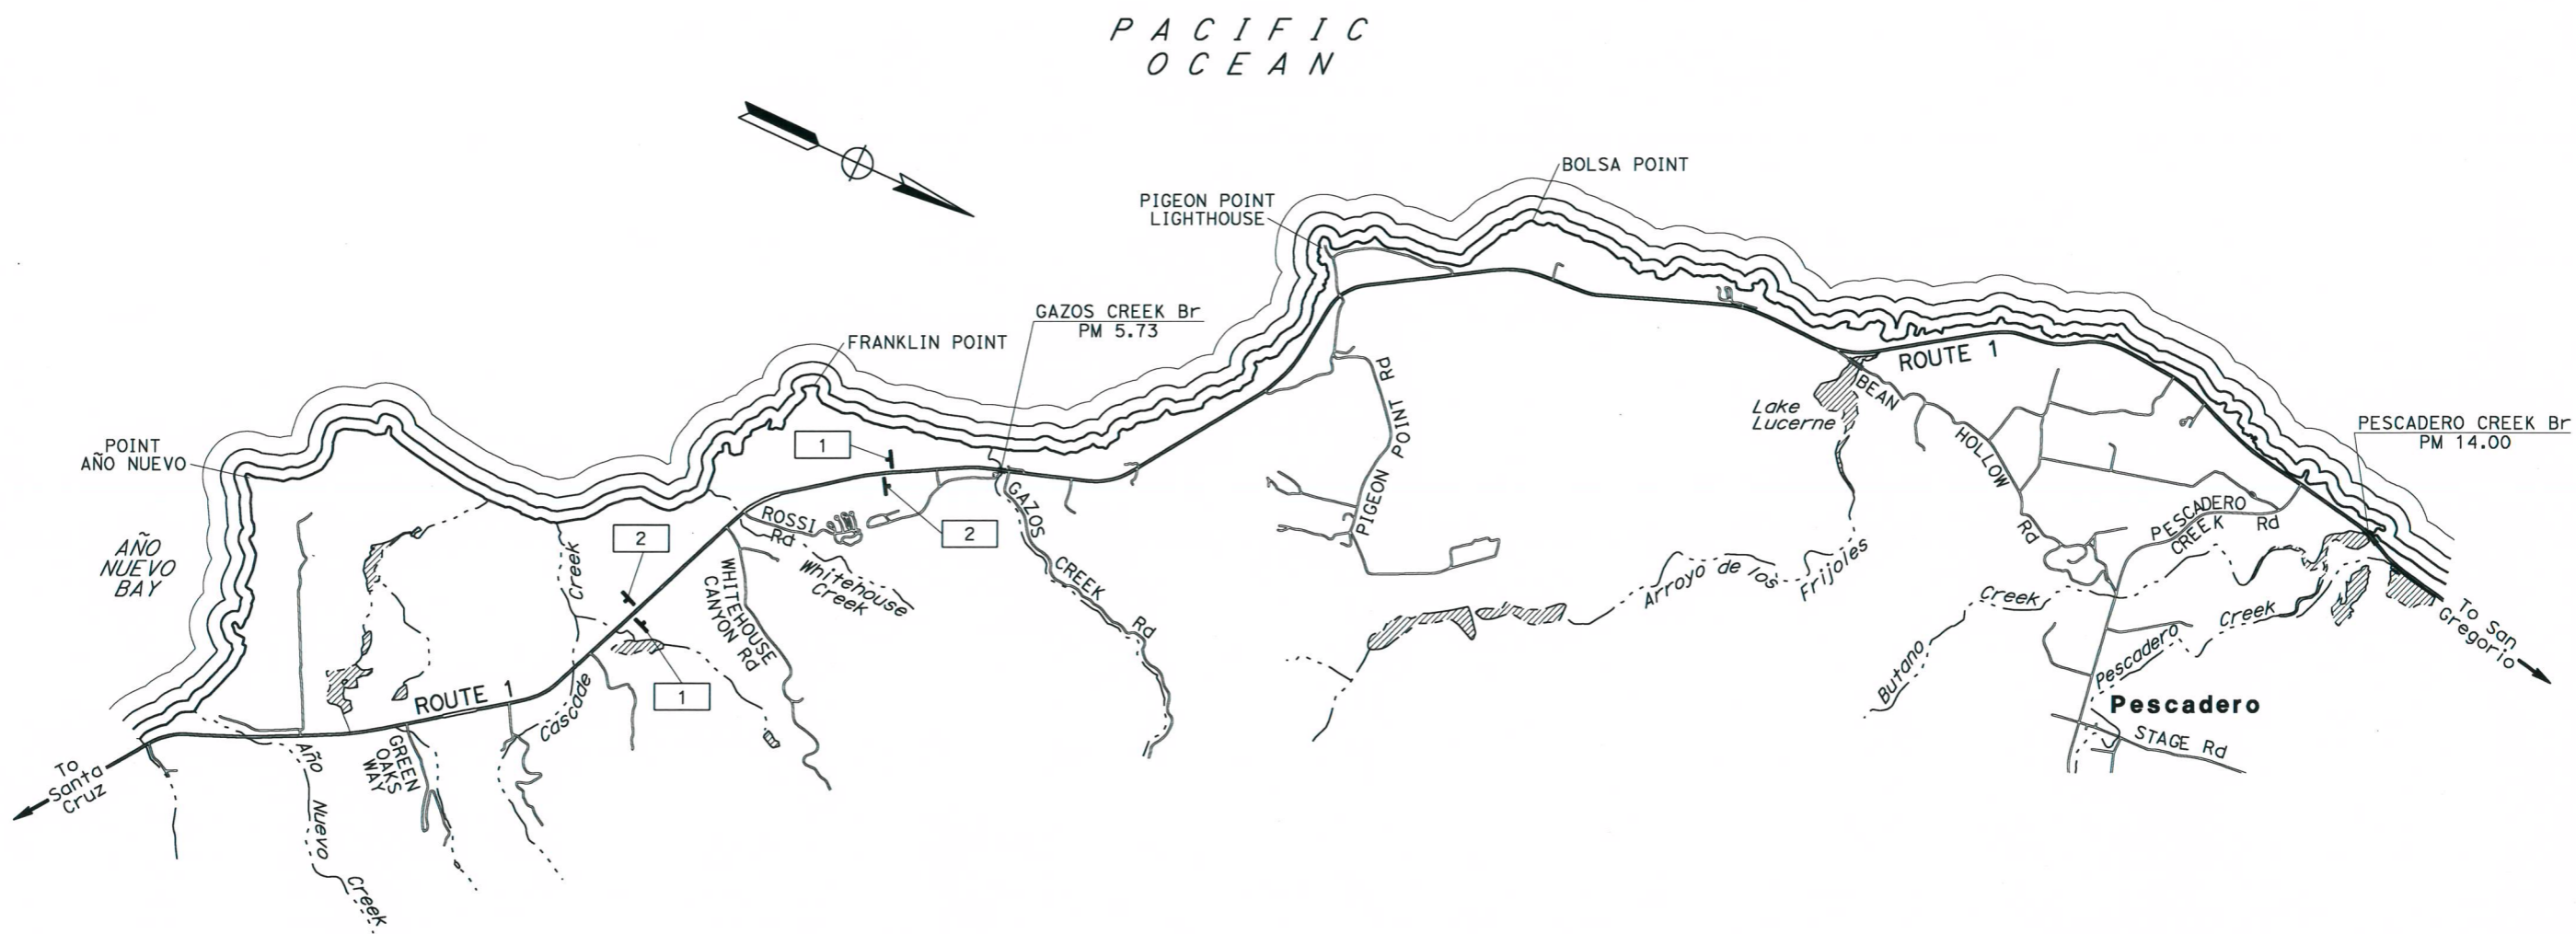 PACIFIC
OCEAN
BOLSA POINT
PIGEON POINT
LIGHTHOUSE
GAZOS CREEK Br
PM 5.73
FRANKLIN POINT
ROUTE 1
BEAN
HOLLOW
Rd
Lake
Lucerne
PIGEON POINT Rd
PESCADERO CREEK Br
PM 14.00
POINT
AÑO NUEVO
1
2
AÑO
NUEVO
BAY
2
1
ROSSI
Rd
Whitehouse
Creek
WHITEHOUSE
CANYON Rd
GAZOS
CREEK
Rd
Creek
Cascade
Arroyo de los
Frijoles
PESCADERO
CREEK Rd
Butano
Creek
Pescadero
Creek
To San
Gregorio
Pescadero
STAGE Rd
ROUTE 1
To
Santa
Cruz
Año
Nuevo
Creek
GREEN
OAKS
WAY